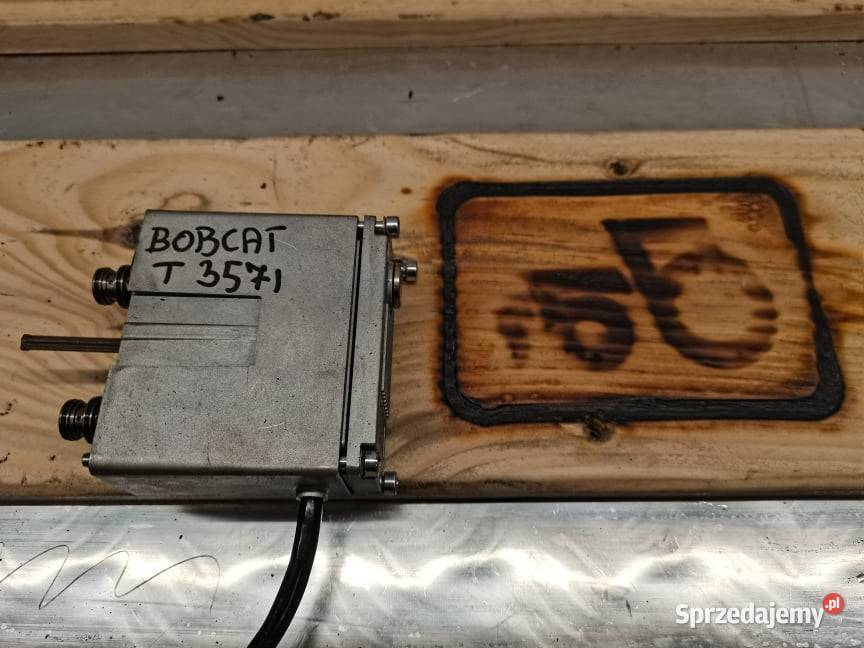 BOBCAT
T 3571
Sprzedajemy.pl